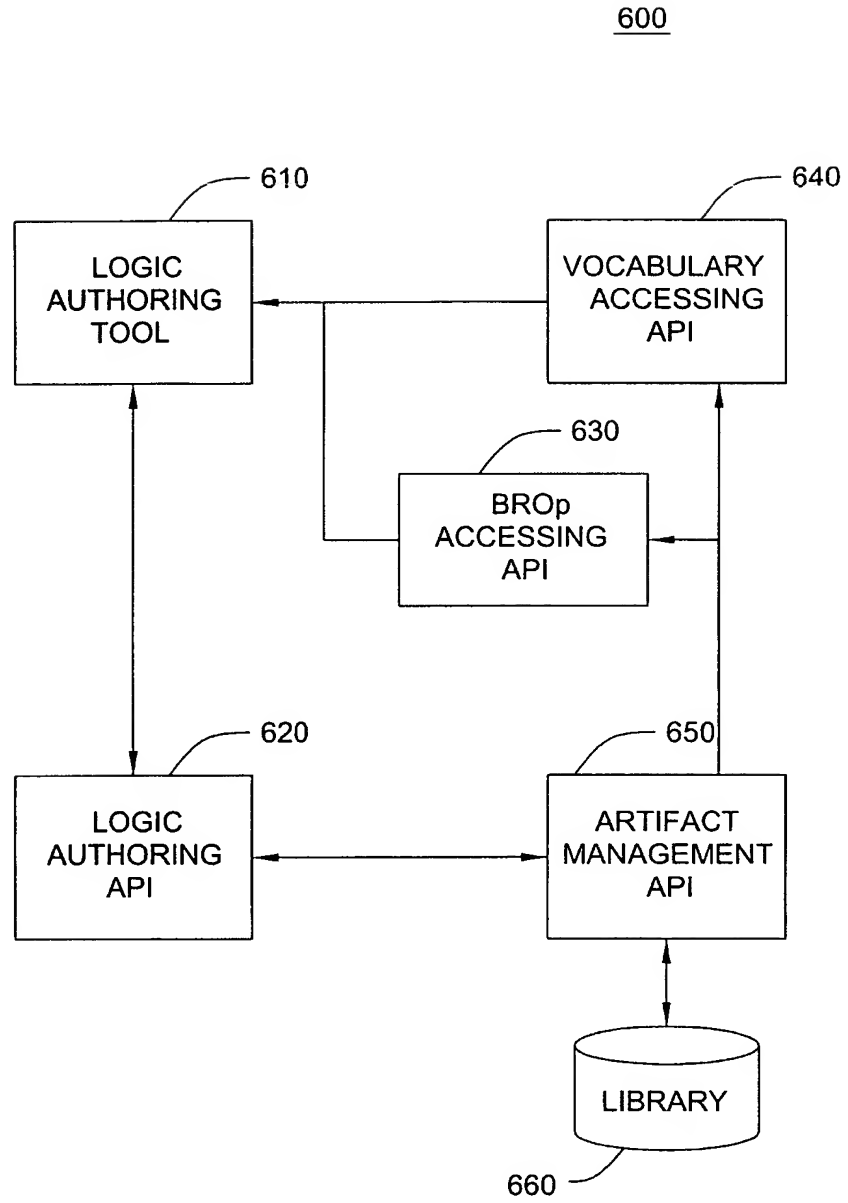 600
610
LOGIC
AUTHORING
TOOL
640
VOCABULARY
ACCESSING
API
630
BROp
ACCESSING
API
620
LOGIC
AUTHORING
API
650
ARTIFACT
MANAGEMENT
API
LIBRARY
660